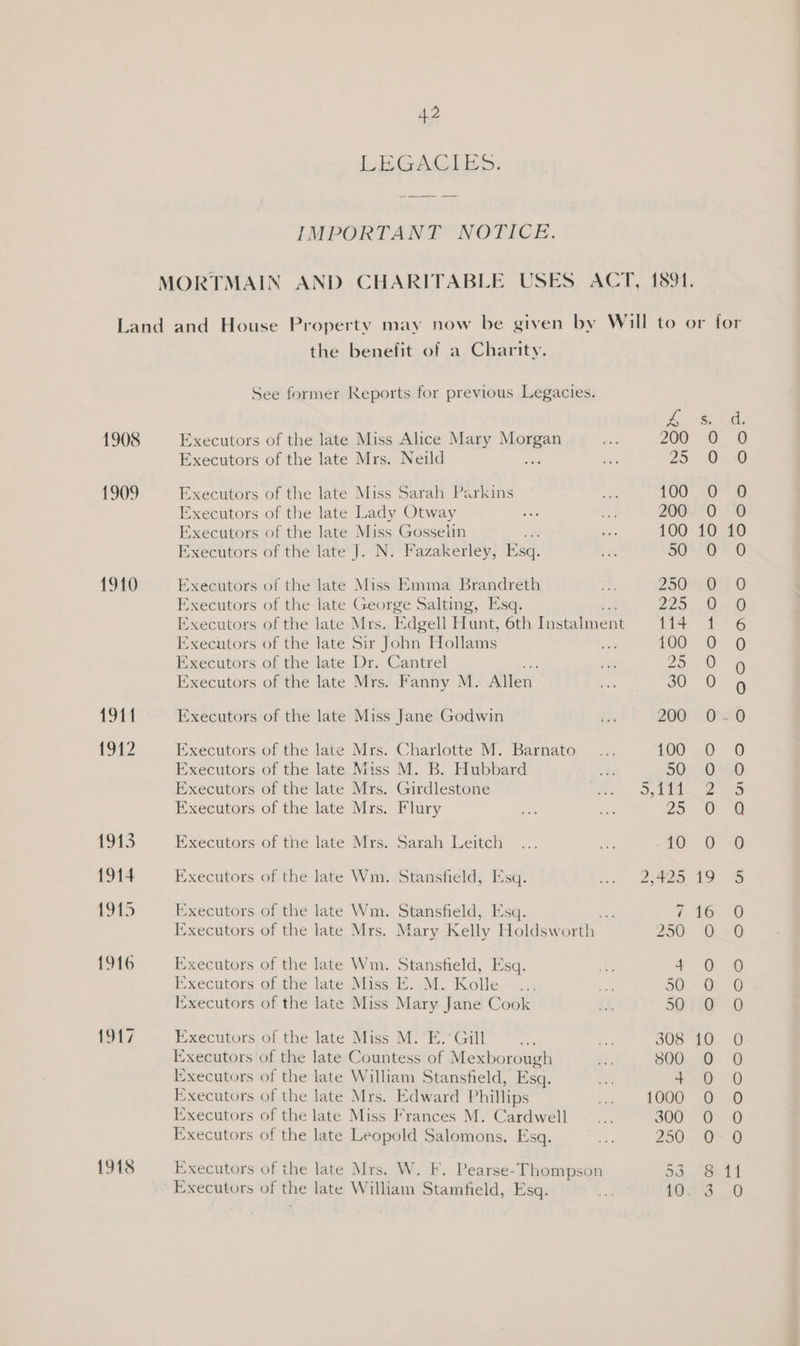 42
LEGACIES.
IMPORTANT NOTICE.
MORTMAIN AND CHARITABLE USES ACT, 1891.
Land and House Property may now be given by Will to or for
the benefit of a Charity.
See former Reports for previous Legacies.
£ s. d.
1908 Executors of the late Miss Alice Mary Morgan ... 200 0 0
Executors of the late Mrs. Neild ... ... 25 0 0
1909 Executors of the late Miss Sarah Parkins ... 100 0 0
Executors of the late Lady Otway ... ... 200 0 0
Executors of the late Miss Gosselin ... ... 100 10 10
Executors of the late J. N. Fazakerley, Esq. ... 50 0 0
1910 Executors of the late Miss Emma Brandreth ... 250 0 0
Executors of the late George Salting, Esq. ... 225 0 0
Executors of the late Mrs. Edgell Hunt, 6th Instalment 114 1 6
Executors of the late Sir John Hollams ... 100 0 0
Executors of the late Dr. Cantrel ... ... 25 0 0
Executors of the late Mrs. Fanny M. Allen ... 30 0 0
1911 Executors of the late Miss Jane Godwin ... 200 0 0
1912 Executors of the late Mrs. Charlotte M. Barnato ... 100 0 0
Executors of the late Miss M. B. Hubbard ... 50 0 0
Executors of the late Mrs. Girdlestone ... 5,111 2 5
Executors of the late Mrs. Flury ... ... 25 0 0
1913 Executors of the late Mrs. Sarah Leitch ... ... 10 0 0
1914 Executors of the late Wm. Stansfield, Esq. ... 2,425 19 5
1915 Executors of the late Wm. Stansfield, Esq. ... 7 16 0
Executors of the late Mrs. Mary Kelly Holdsworth 250 0 0
1916 Executors of the late Wm. Stansfield, Esq. ... 4 0 0
Executors of the late Miss E. M. Kolle ... ... 50 0 0
Executors of the late Miss Mary Jane Cook ... 50 0 0
1917 Executors of the late Miss M. E. Gill ... ... 308 10 0
Executors of the late Countess of Mexborough ... 800 0 0
Executors of the late William Stansfield, Esq. ... 4 0 0
Executors of the late Mrs. Edward Phillips ... 1000 0 0
Executors of the late Miss Frances M. Cardwell ... 300 0 0
Executors of the late Leopold Salomons, Esq. ... 250 0 0
1918 Executors of the late Mrs. W. F. Pearse-Thompson 53 8 11
Executors of the late William Stamfield, Esq. ... 10 3 0